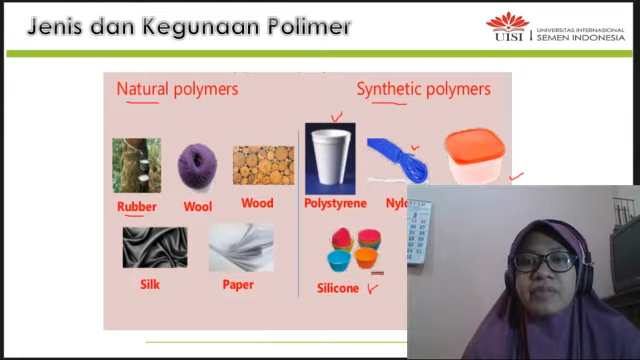 Jenis dan Kegunaan Polimer
UISI
UNIVERSITAS INTERNASIONAL
SEMEN INDONESIA
Natural polymers
Synthetic polymers
Rubber
Wool
Wood
Polystyrene
Silk
Paper
Silicone